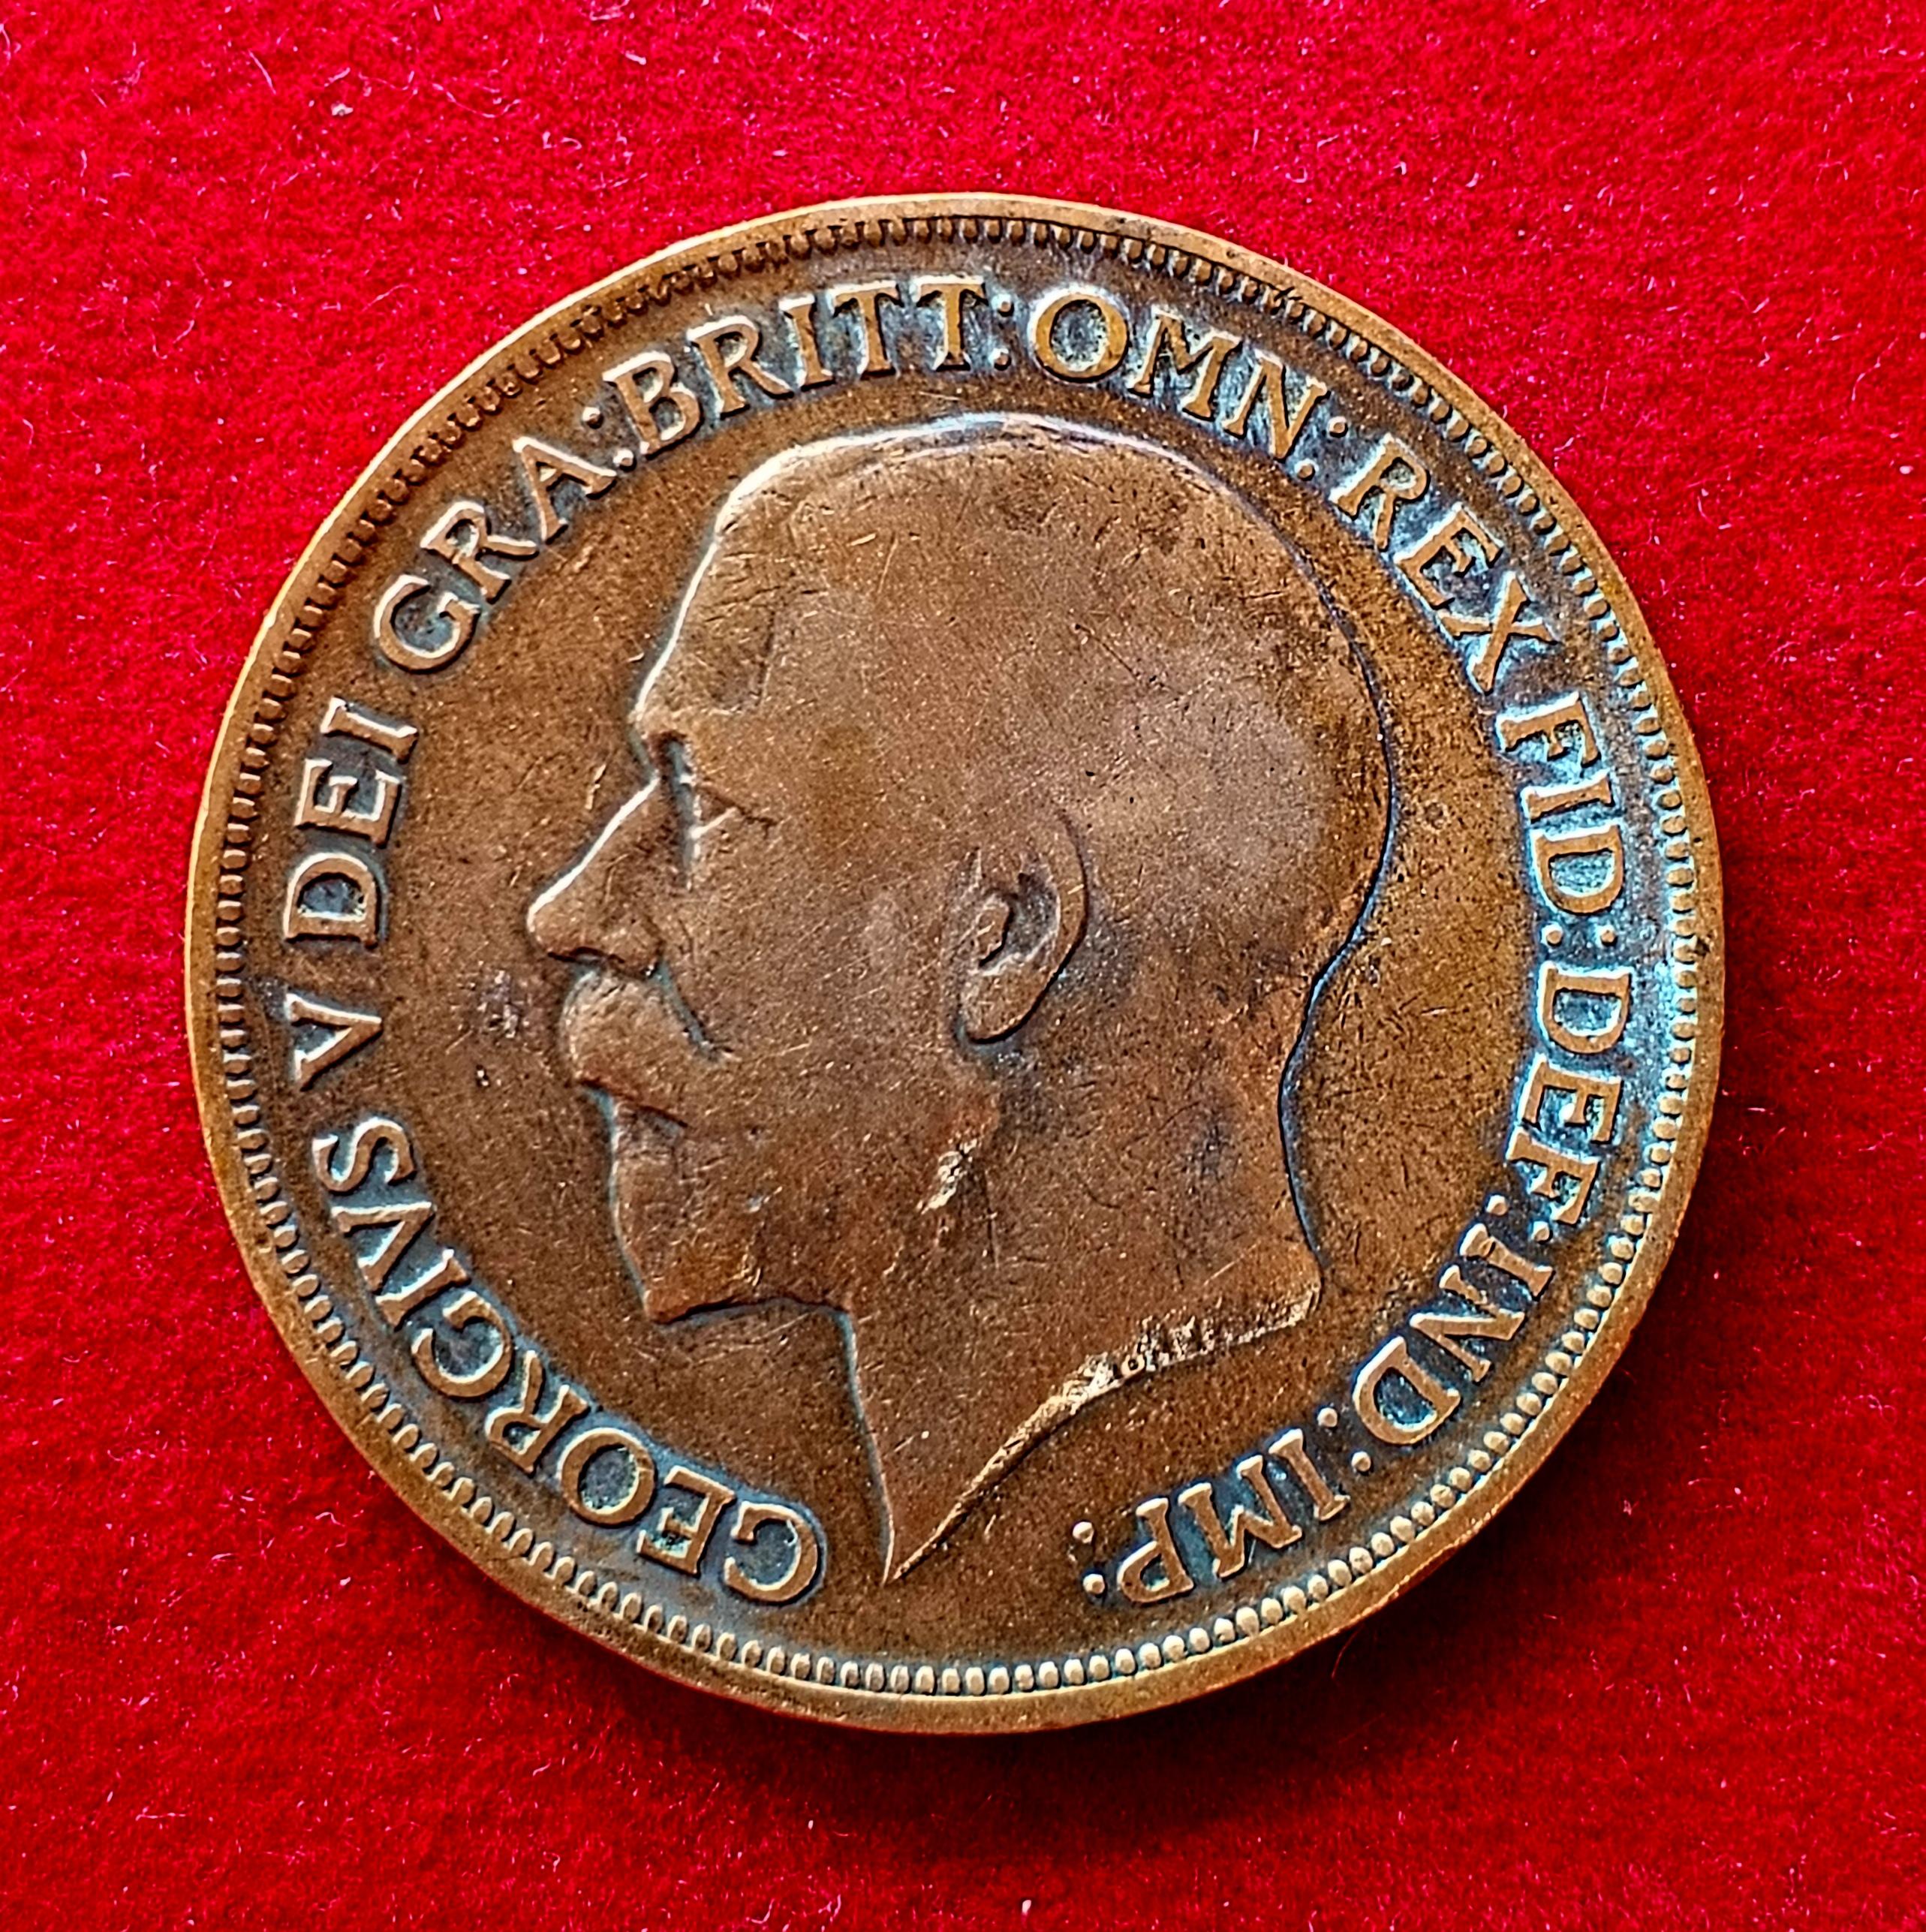 GEORGIVS V DEI GRA:BRITT:OMN:REX FID:DEF:IND:IMP: